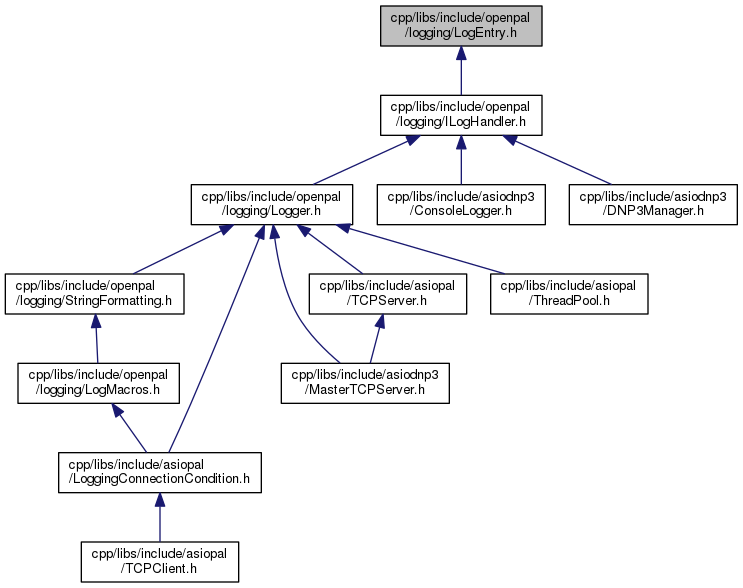 cpp/libs/include/openpal
/logging/LogEntry.h
cpp/libs/include/openpal
/logging/ILogHandler.h
cpp/libs/include/openpal
/logging/Logger.h
cpp/libs/include/asiodnp3
/ConsoleLogger.h
cpp/libs/include/asiodnp3
/DNP3Manager.h
cpp/libs/include/openpal
/logging/StringFormatting.h
cpp/libs/include/asiopal
/TCPServer.h
cpp/libs/include/asiopal
/ThreadPool.h
cpp/libs/include/openpal
/logging/LogMacros.h
cpp/libs/include/asiodnp3
/MasterTCPServer.h
cpp/libs/include/asiopal
/LoggingConnectionCondition.h
cpp/libs/include/asiopal
/TCPClient.h